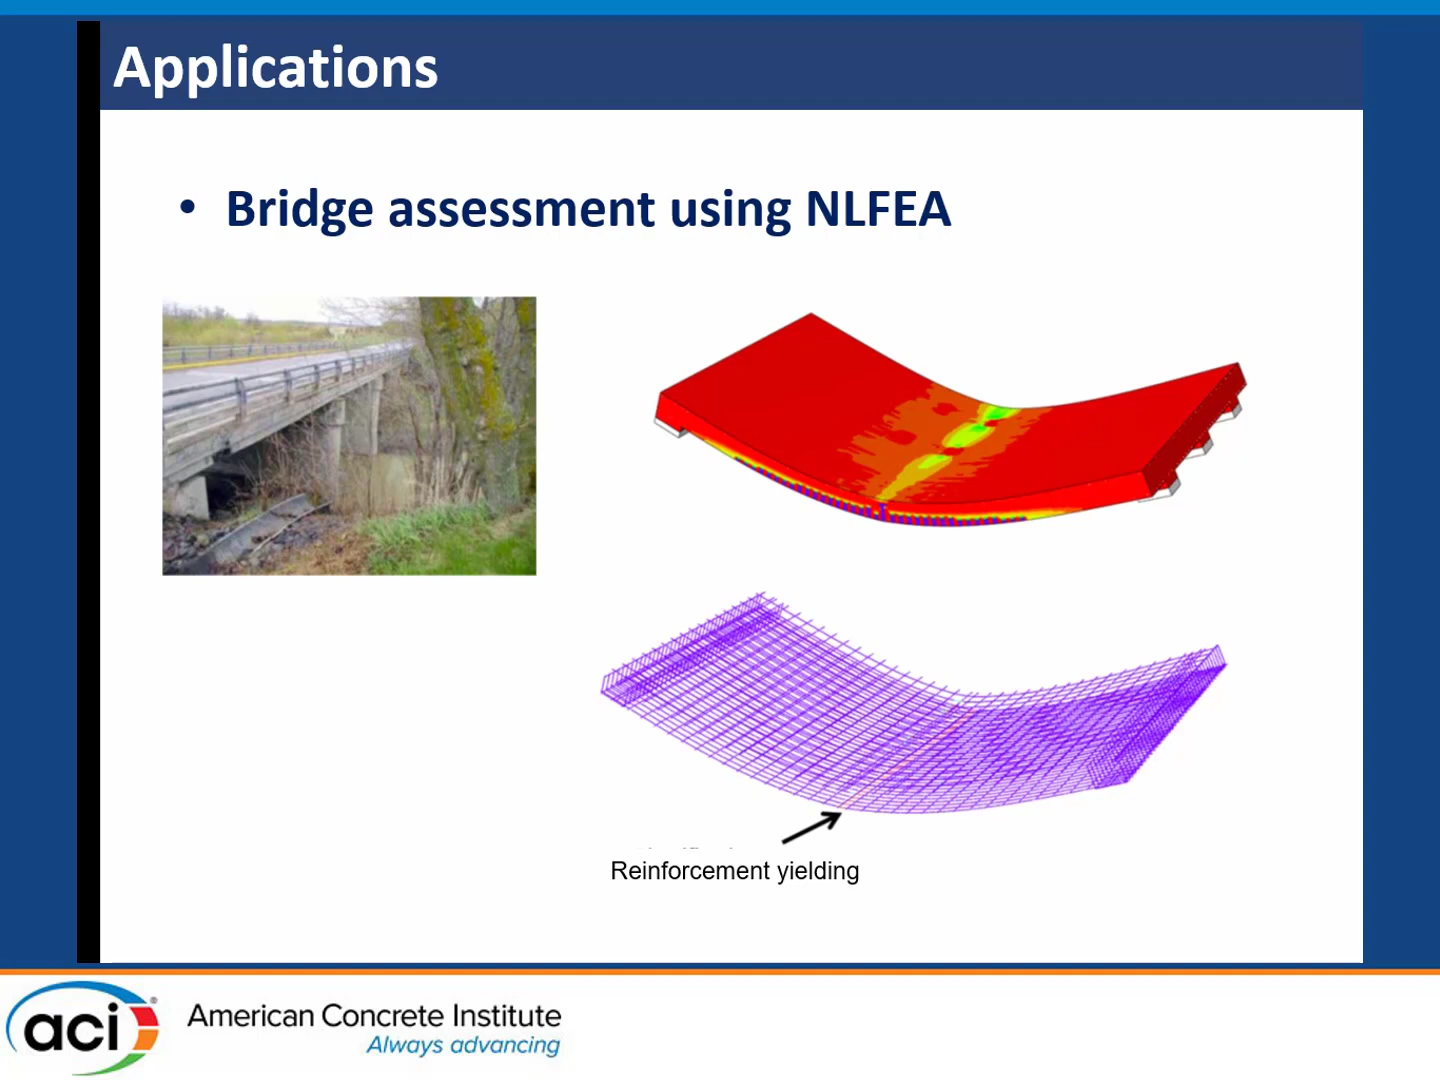 Applications
• Bridge assessment using NLFEA
Reinforcement yielding
aci®
American Concrete Institute
Always advancing